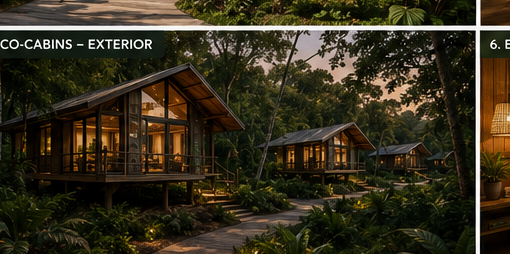 CO-CABINS – EXTERIOR
6. E